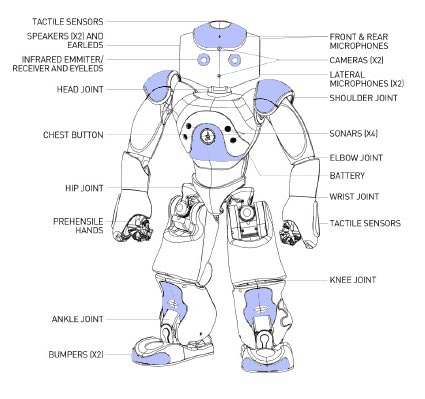 TACTILE SENSORS
SPEAKERS (X2) AND
EARLEDS
INFRARED EMMITER/
RECEIVER AND EYELEDS
HEAD JOINT
CHEST BUTTON
HIP JOINT
PREHENSILE
HANDS
ANKLE JOINT
BUMPERS (X2)
FRONT & REAR
MICROPHONES
CAMERAS (X2)
LATERAL
MICROPHONES (X2)
SHOULDER JOINT
SONARS (X4)
ELBOW JOINT
BATTERY
WRIST JOINT
TACTILE SENSORS
KNEE JOINT